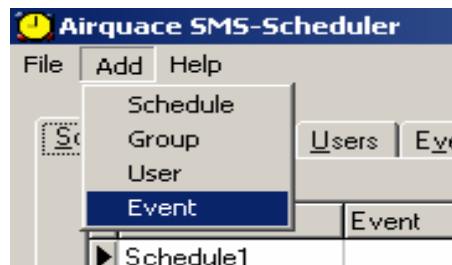 Airquace SMS-Scheduler
File Add Help
Schedule
Group
User
Event
Users
Event
Schedule1